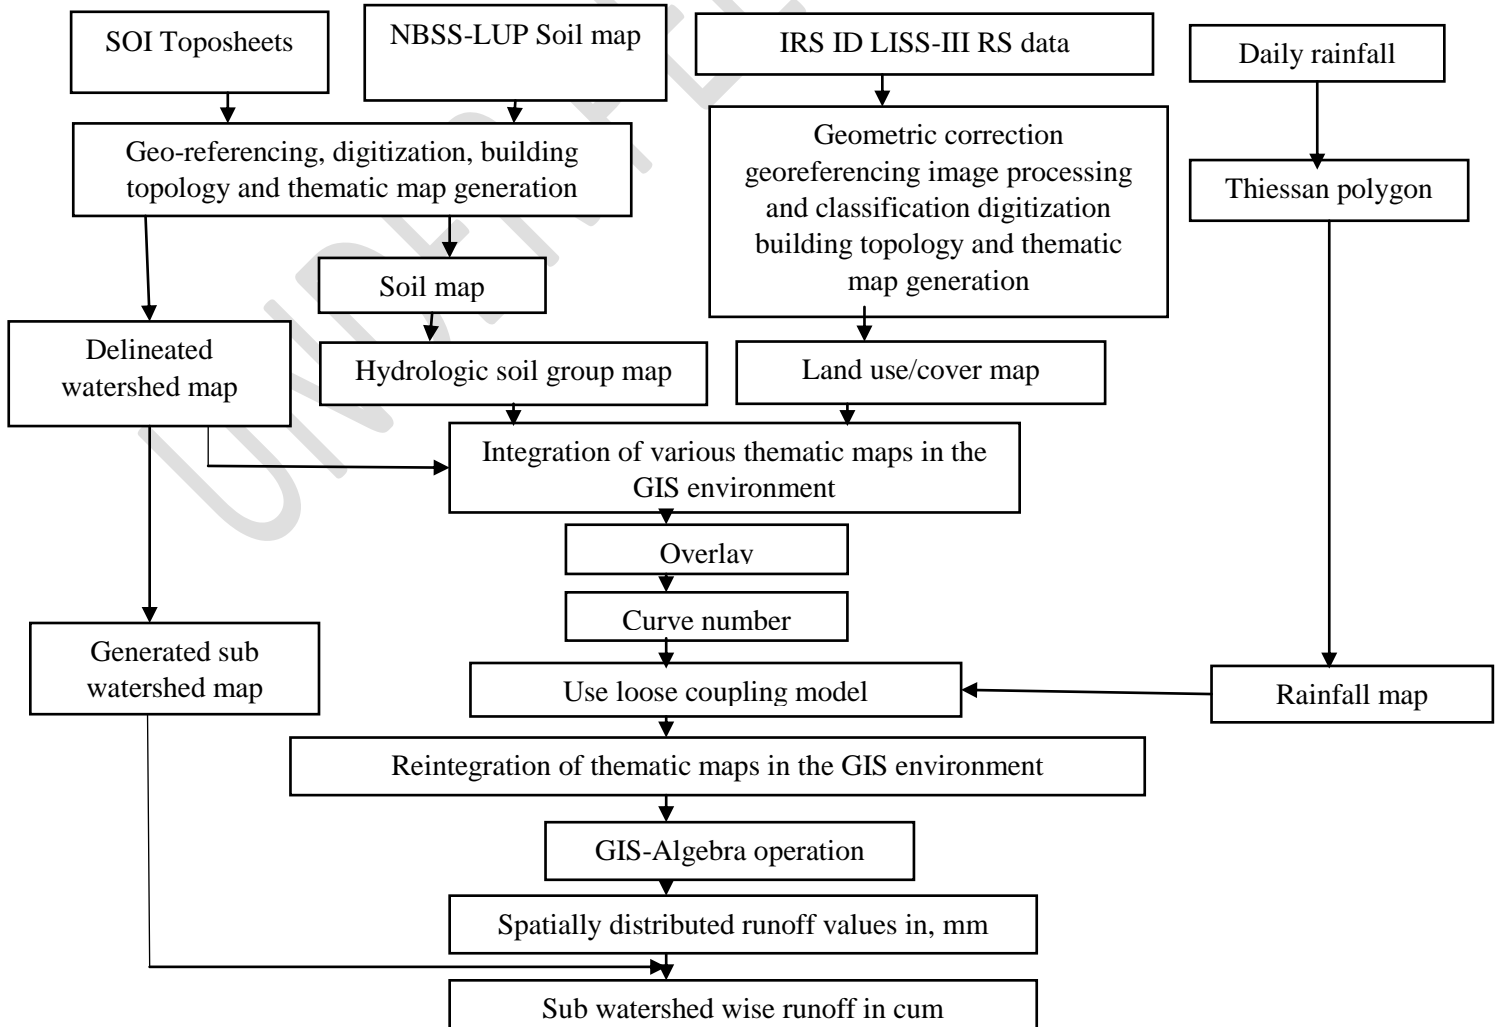 SOI Toposheets
NBSS-LUP Soil map
IRS ID LISS-III RS data
Daily rainfall
Geo-referencing, digitization, building
topology and thematic map generation
Geometric correction
georeferencing image processing
and classification digitization
building topology and thematic
map generation
Thiessan polygon
Soil map
Delineated
watershed map
Hydrologic soil group map
Land use/cover map
Integration of various thematic maps in the
GIS environment
Overlay
Curve number
Generated sub
watershed map
Use loose coupling model
Rainfall map
Reintegration of thematic maps in the GIS environment
GIS-Algebra operation
Spatially distributed runoff values in, mm
Sub watershed wise runoff in cum
UNDER PEE